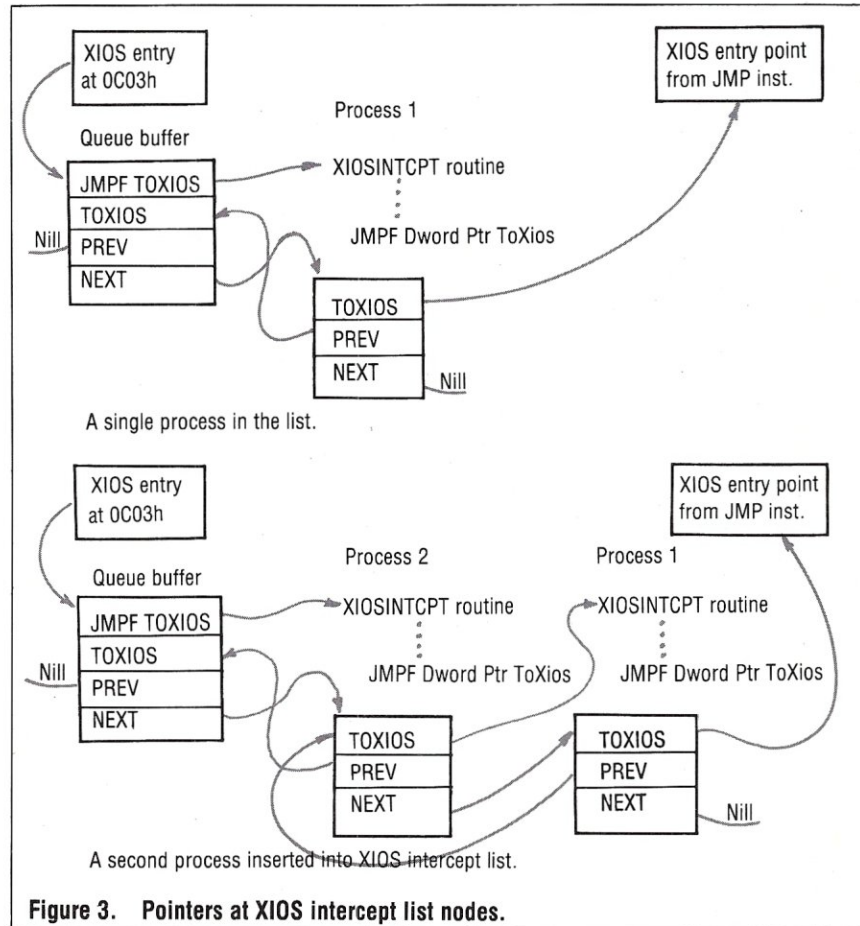 XIOS entry
at 0C03h
XIOS entry point
from JMP inst.
Process 1
Queue buffer
JMPF TOXIOS
XIOSINTCPT routine
TOXIOS
Nill
PREV
JMPF Dword Ptr ToXios
NEXT
TOXIOS
PREV
NEXT
Nill
A single process in the list.
XIOS entry
at 0C03h
XIOS entry point
from JMP inst.
Process 2
Process 1
Queue buffer
JMPF TOXIOS
XIOSINTCPT routine
XIOSINTCPT routine
TOXIOS
Nill
PREV
JMPF Dword Ptr ToXios
JMPF Dword Ptr ToXios
NEXT
TOXIOS
PREV
NEXT
TOXIOS
PREV
NEXT
Nill
A second process inserted into XIOS intercept list.
Figure 3. Pointers at XIOS intercept list nodes.